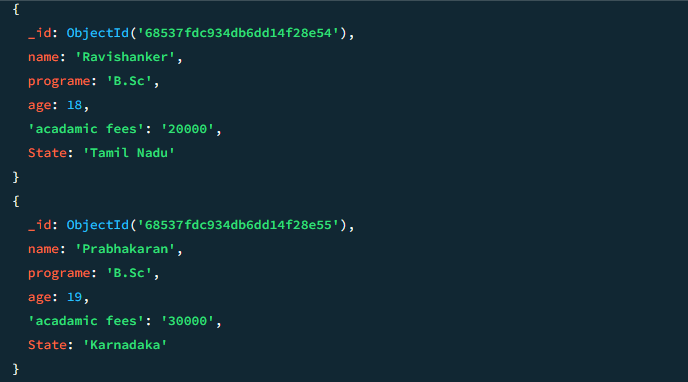 {
  _id: ObjectId('68537fdc934db6dd14f28e54'),
  name: 'Ravishanker',
  programe: 'B.Sc',
  age: 18,
  'acadamic fees': '20000',
  State: 'Tamil Nadu'
}
{
  _id: ObjectId('68537fdc934db6dd14f28e55'),
  name: 'Prabhakaran',
  programe: 'B.Sc',
  age: 19,
  'acadamic fees': '30000',
  State: 'Karnadaka'
}